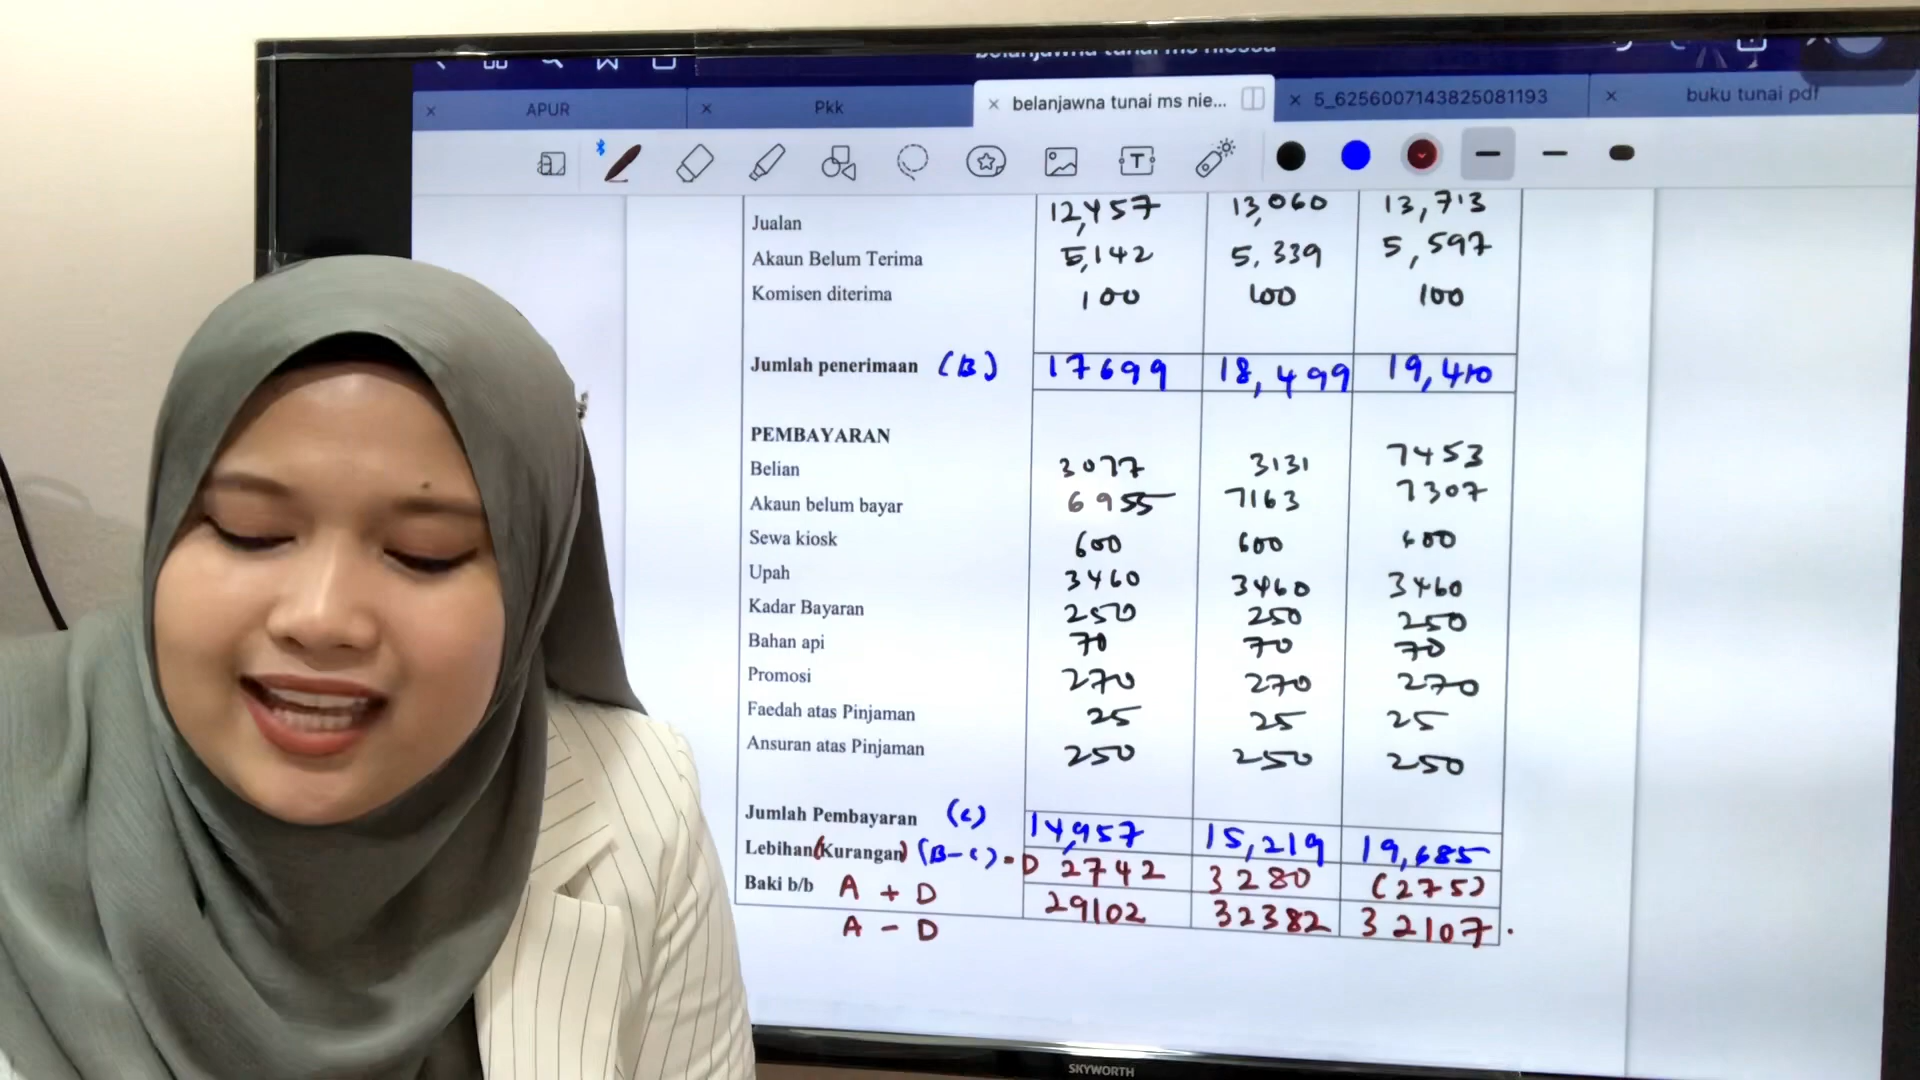 APUR
Pkk
belanjawna tunai ms nie...
5_6256007143825081193
buku tunai pdf
Jualan 12,457 13,060 13,713
Akaun Belum Terima 5,142 5,339 5,597
Komisen diterima 100 100 100
Jumlah penerimaan (B) 17699 18,499 19,410
PEMBAYARAN
Belian 3077 3131 7453
Akaun belum bayar 6955 7163 7307
Sewa kiosk 600 600 600
Upah 3460 3460 3460
Kadar Bayaran 250 250 250
Bahan api 70 70 70
Promosi 270 270 270
Faedah atas Pinjaman 25 25 25
Ansuran atas Pinjaman 250 250 250
Jumlah Pembayaran (C) 14,957 15,219 19,685
Lebihan(Kurangan) (B-C) = D 2742 3280 (275)
Baki b/b A + D 29102 32382 32107.
A - D
SKYWORTH